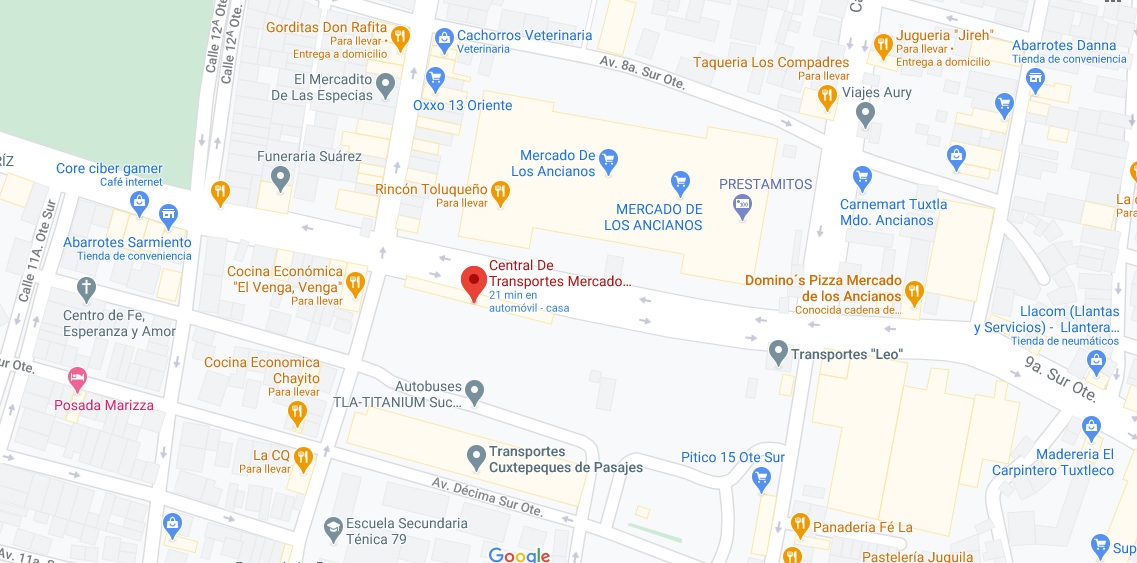 Gorditas Don Rafita
Para llevar •
Entrega a domicilio
Cachorros Veterinaria
Veterinaria
Calle 12ᴬ Ote
Calle 12ᴬ Ote.
El Mercadito
De Las Especias
Oxxo 13 Oriente
Av. 8a. Sur Ote.
Taqueria Los Compadres
Para llevar
Jugueria "Jireh"
Para llevar •
Entrega a domicilio
Abarrotes Danna
Tienda de conveniencia
Viajes Aury
RÍZ
Core ciber gamer
Café internet
Funeraria Suárez
Rincón Toluqueño
Para llevar
Mercado De
Los Ancianos
MERCADO DE
LOS ANCIANOS
PRESTAMITOS
Carnemart Tuxtla
Mdo. Ancianos
La
Abarrotes Sarmiento
Tienda de conveniencia
Calle 11A. Ote Sur
Cocina Económica
"El Venga, Venga"
Para llevar
Central De
Transportes Mercado...
21 min en
automóvil - casa
Domino´s Pizza Mercado
de los Ancianos
Conocida cadena de...
Centro de Fe,
Esperanza y Amor
Llacom (Llantas
y Servicios) - Llantera...
Tienda de neumáticos
Transportes "Leo"
9a. Sur Ote.
ur Ote.
Cocina Economica
Chayito
Para llevar
Posada Marizza
Autobuses
TLA-TITANIUM Suc...
La CQ
Para llevar
Transportes
Cuxtepeques de Pasajes
Pitico 15 Ote Sur
Madereria El
Carpintero Tuxtleco
Av. Décima Sur Ote.
Escuela Secundaria
Ténica 79
Panaderia Fé La
Av. 11a.
Google
Pastelería Juquila
Sup